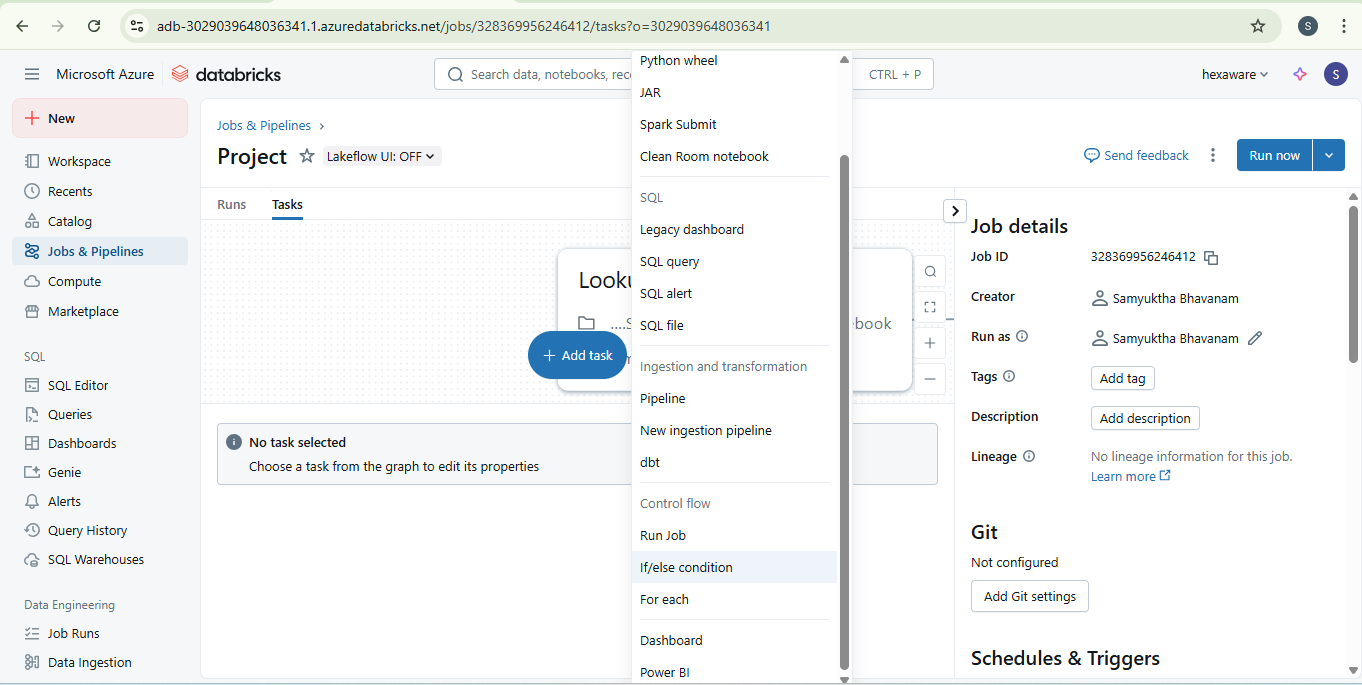 adb-3029039648036341.1.azuredatabricks.net/jobs/328369956246412/tasks?o=3029039648036341
S
Microsoft Azure
databricks
Search data, notebooks, rec
CTRL + P
hexaware
S
New
Workspace
Recents
Catalog
Jobs & Pipelines
Compute
Marketplace
SQL
SQL Editor
Queries
Dashboards
Genie
Alerts
Query History
SQL Warehouses
Data Engineering
Job Runs
Data Ingestion
Jobs & Pipelines
Project
Lakeflow UI: OFF
Send feedback
Run now
Runs
Tasks
Looku
....S
book
Add task
No task selected
Choose a task from the graph to edit its properties
Python wheel
JAR
Spark Submit
Clean Room notebook
SQL
Legacy dashboard
SQL query
SQL alert
SQL file
Ingestion and transformation
Pipeline
New ingestion pipeline
dbt
Control flow
Run Job
If/else condition
For each
Dashboard
Power BI
Job details
Job ID
328369956246412
Creator
Samyuktha Bhavanam
Run as
Samyuktha Bhavanam
Tags
Add tag
Description
Add description
Lineage
No lineage information for this job.
Learn more
Git
Not configured
Add Git settings
Schedules & Triggers